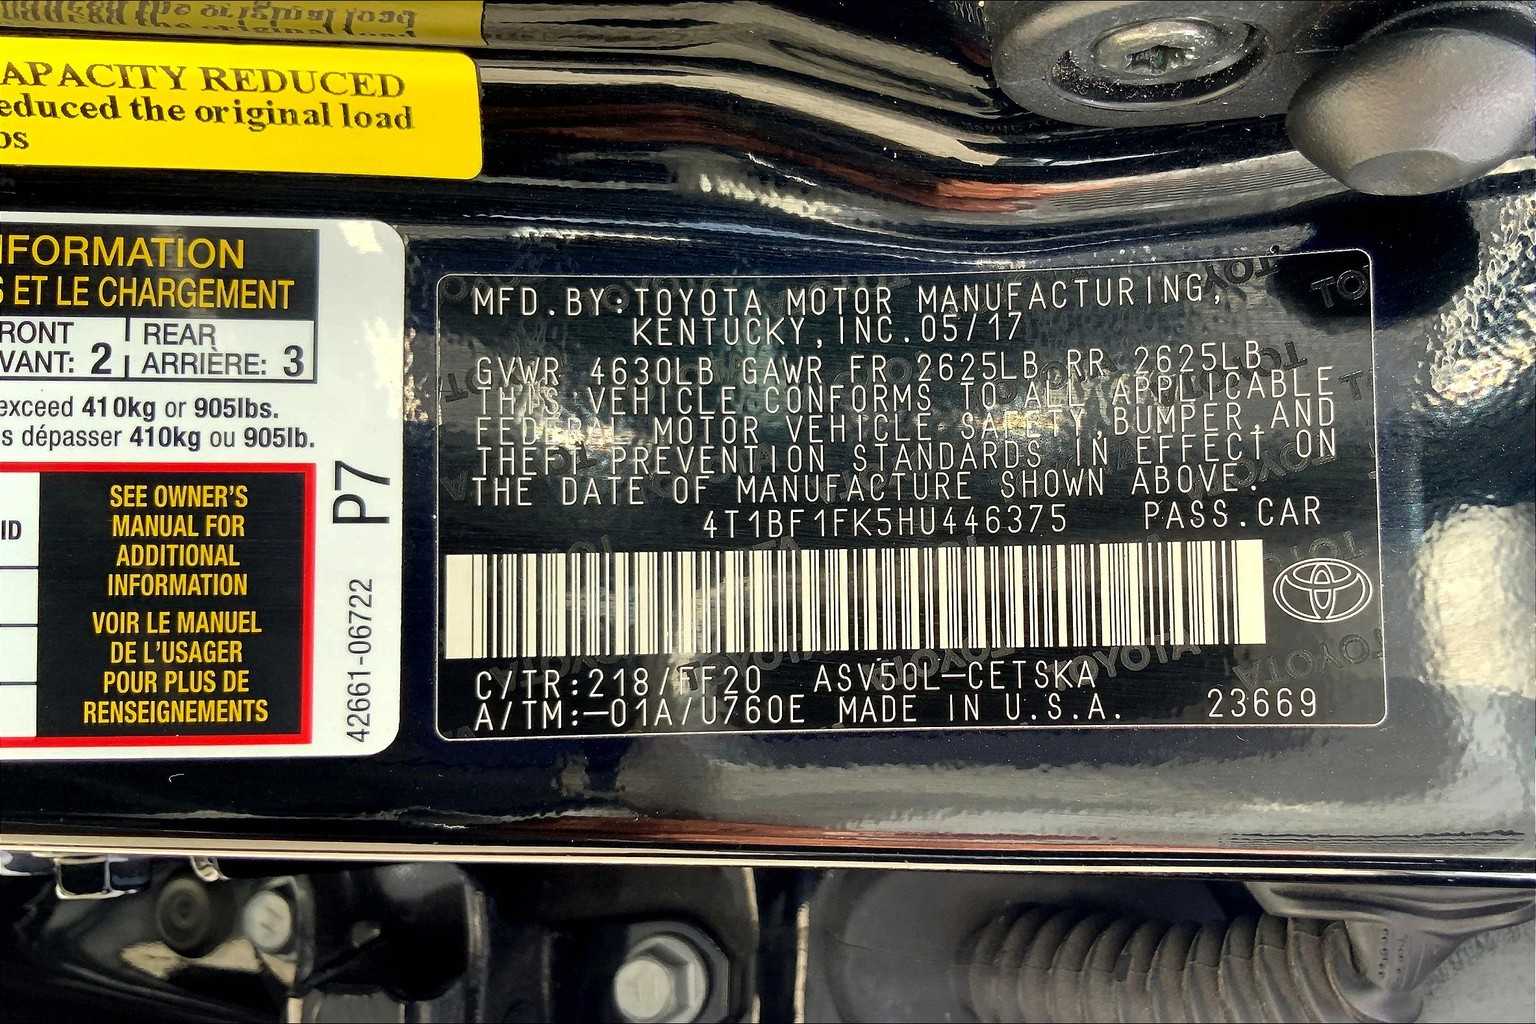 CAPACITY REDUCED
reduced the original load
INFORMATION
S ET LE CHARGEMENT
FRONT
AVANT: 2
REAR
ARRIÈRE: 3
exceed 410kg or 905lbs.
s dépasser 410kg ou 905lb.
SEE OWNER'S
MANUAL FOR
ADDITIONAL
INFORMATION
VOIR LE MANUEL
DE L'USAGER
POUR PLUS DE
RENSEIGNEMENTS
P7
42661-06722
MFD.BY:TOYOTA MOTOR MANUFACTURING,
KENTUCKY, INC.05/17
GVWR 4630LB GAWR FR 2625LB RR 2625LB
THIS VEHICLE CONFORMS TO ALL APPLICABLE
FEDERAL MOTOR VEHICLE SAFETY,BUMPER,AND
THEFT PREVENTION STANDARDS IN EFFECT ON
THE DATE OF MANUFACTURE SHOWN ABOVE.
4T1BF1FK5HU446375 PASS.CAR
C/TR:218/FF20 ASV50L-CETSKA
A/TM:-01A/U760E MADE IN U.S.A. 23669